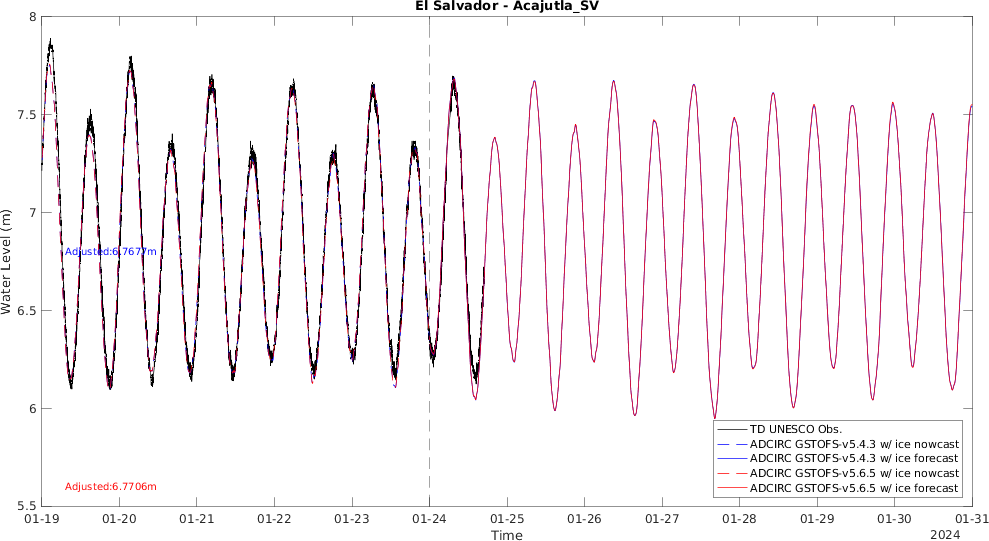 El Salvador - Acajutla_SV
8
7.5
7
6.5
6
5.5
Water Level (m)
Adjusted:6.7677m
Adjusted:6.7706m
TD UNESCO Obs.
ADCIRC GSTOFS-v5.4.3 w/ ice nowcast
ADCIRC GSTOFS-v5.4.3 w/ ice forecast
ADCIRC GSTOFS-v5.6.5 w/ ice nowcast
ADCIRC GSTOFS-v5.6.5 w/ ice forecast
01-19 01-20 01-21 01-22 01-23 01-24 01-25 01-26 01-27 01-28 01-29 01-30 01-31
Time
2024